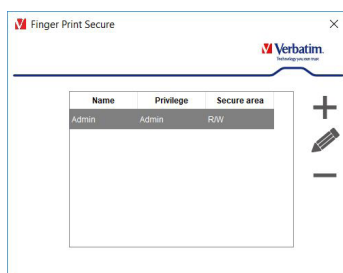 Finger Print Secure
Verbatim.
Technology you can trust
Name Privilege Secure area
Admin Admin R/W